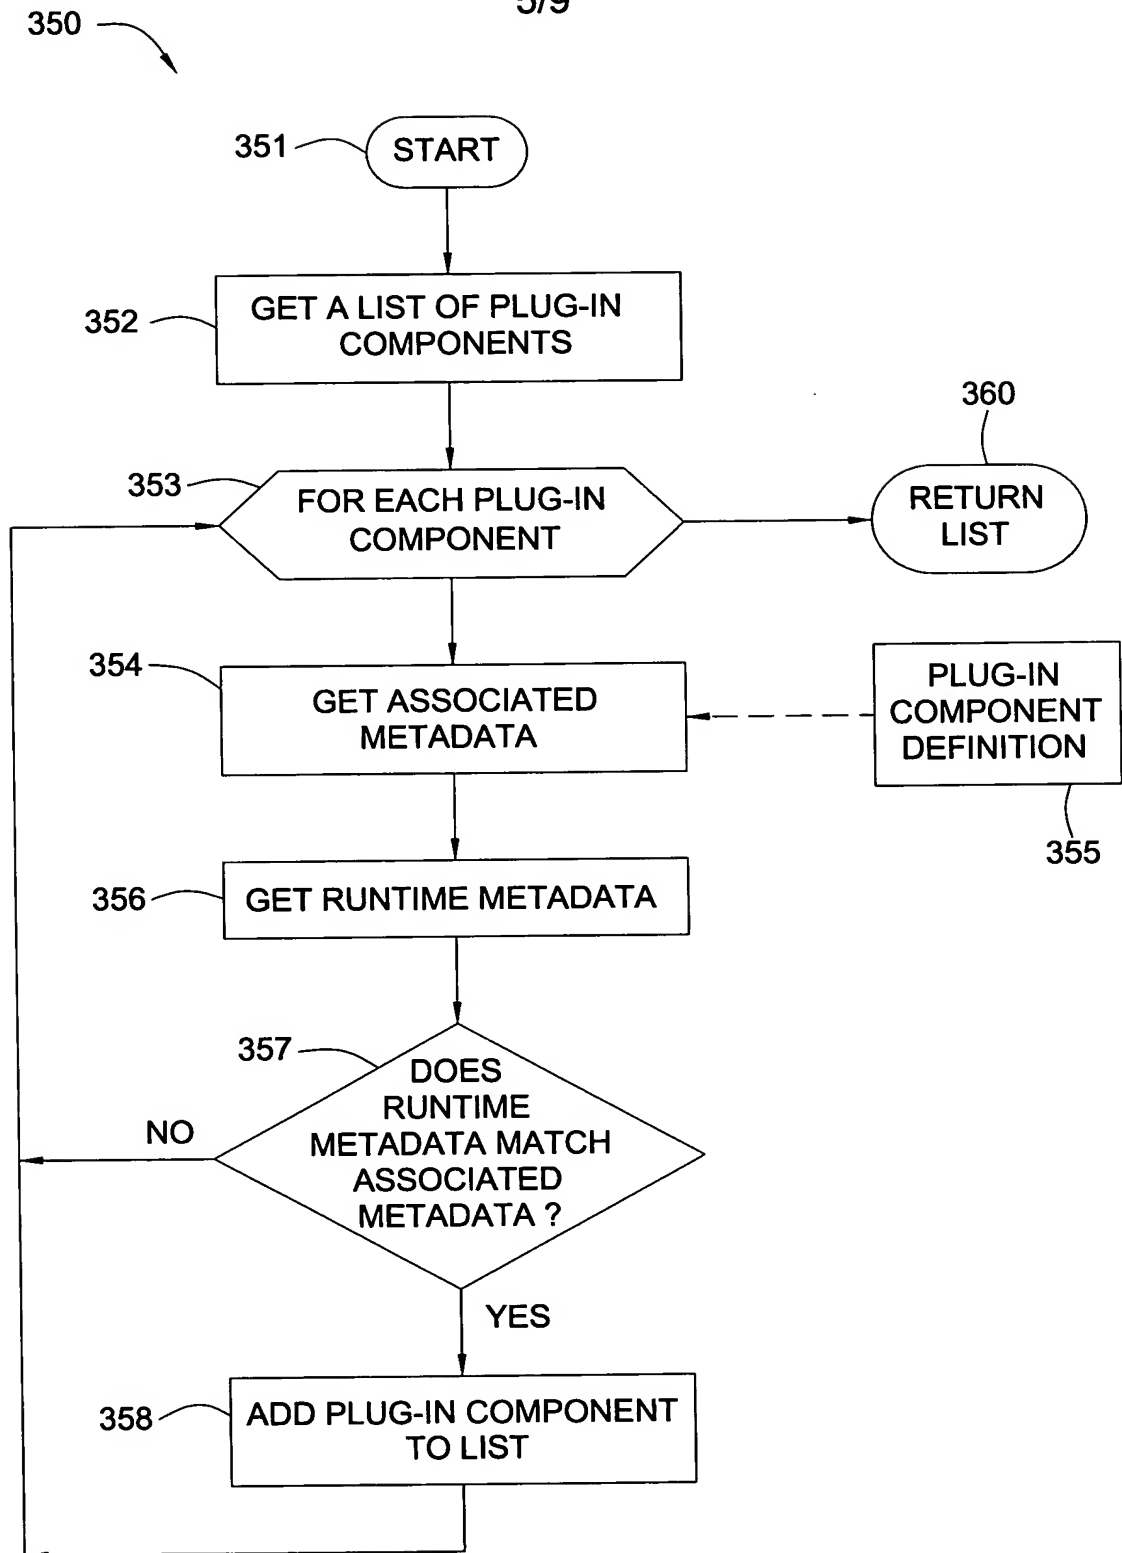 5/9
350
351
START
352
GET A LIST OF PLUG-IN
COMPONENTS
360
353
FOR EACH PLUG-IN
COMPONENT
RETURN
LIST
354
GET ASSOCIATED
METADATA
PLUG-IN
COMPONENT
DEFINITION
355
356
GET RUNTIME METADATA
357
DOES
RUNTIME
METADATA MATCH
ASSOCIATED
METADATA ?
NO
YES
358
ADD PLUG-IN COMPONENT
TO LIST